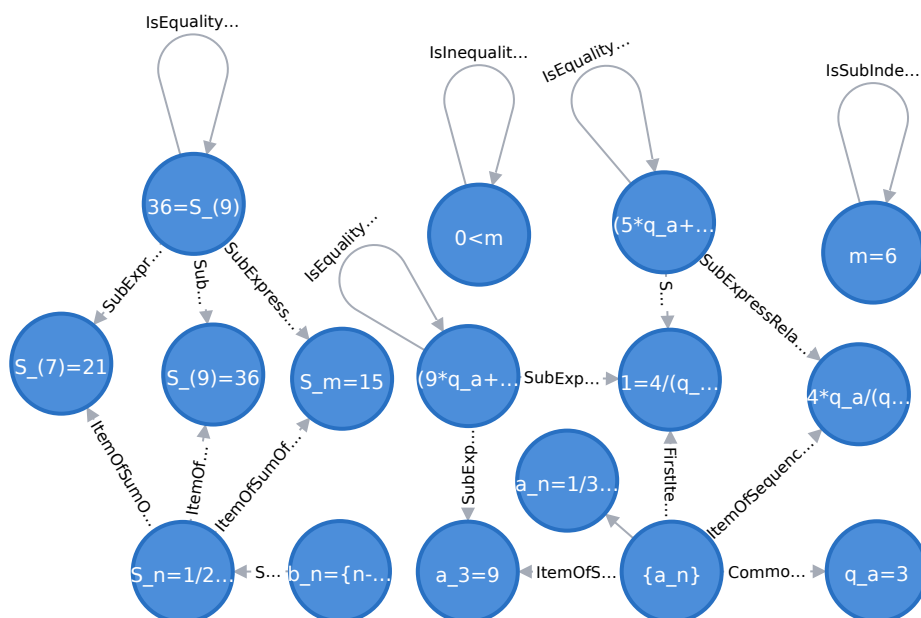 IsEquality...
IsInequalit...
IsEquality...
IsSubInde...
36=S_(9)
0<m
(5*q_a+...
m=6
SubExpr...
Sub...
SubExpress...
IsEquality...
S...
SubExpressRela...
S_(7)=21
S_(9)=36
S_m=15
(9*q_a+...
SubExp...
1=4/(q_...
4*q_a/(q...
ItemOfSumO...
ItemOf...
ItemOfSumOf...
SubExp...
a_n=1/3...
FirstIte...
ItemOfSequenc...
S_n=1/2...
S...
b_n={n-...
a_3=9
ItemOfS...
{a_n}
Commo...
q_a=3